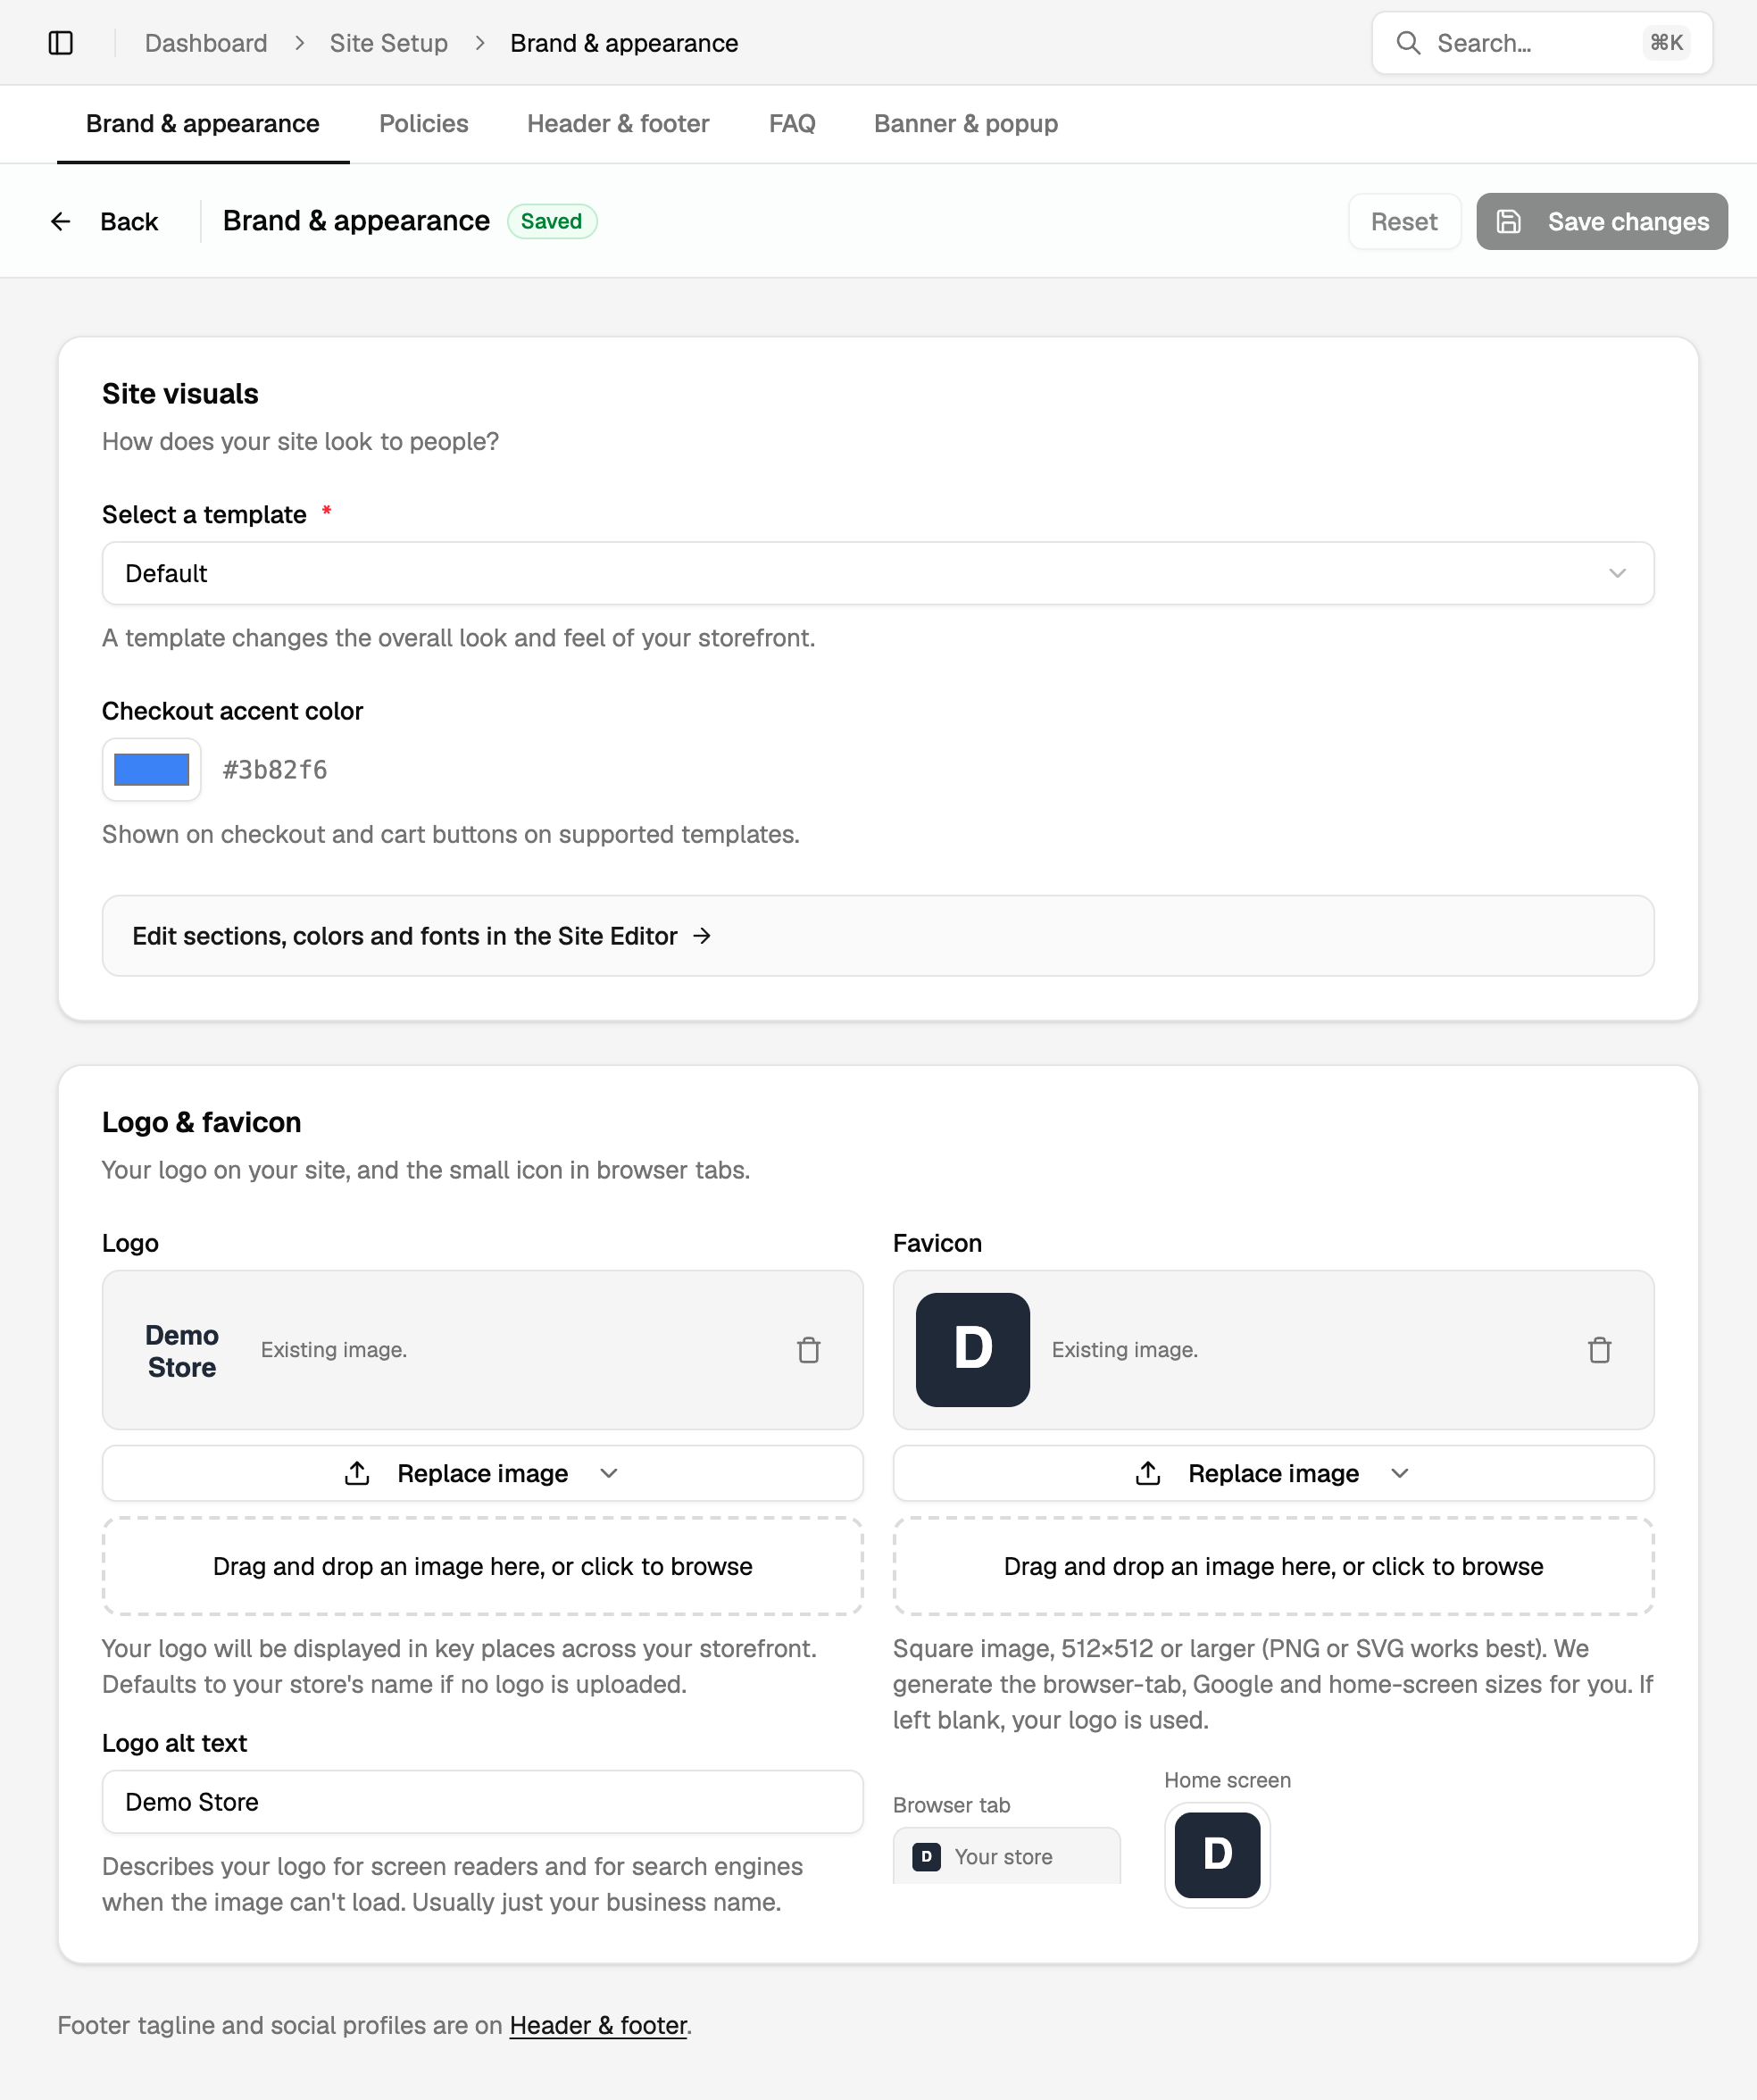 Dashboard > Site Setup > Brand & appearance
Search...
⌘K
Brand & appearance
Policies
Header & footer
FAQ
Banner & popup
Back
Brand & appearance
Saved
Reset
Save changes
Site visuals
How does your site look to people?
Select a template *
Default
A template changes the overall look and feel of your storefront.
Checkout accent color
#3b82f6
Shown on checkout and cart buttons on supported templates.
Edit sections, colors and fonts in the Site Editor →
Logo & favicon
Your logo on your site, and the small icon in browser tabs.
Logo
Demo
Store
Existing image.
Replace image
Drag and drop an image here, or click to browse
Your logo will be displayed in key places across your storefront.
Defaults to your store's name if no logo is uploaded.
Logo alt text
Demo Store
Describes your logo for screen readers and for search engines
when the image can't load. Usually just your business name.
Favicon
D
Existing image.
Replace image
Drag and drop an image here, or click to browse
Square image, 512×512 or larger (PNG or SVG works best). We
generate the browser-tab, Google and home-screen sizes for you. If
left blank, your logo is used.
Browser tab
D Your store
Home screen
D
Footer tagline and social profiles are on Header & footer.